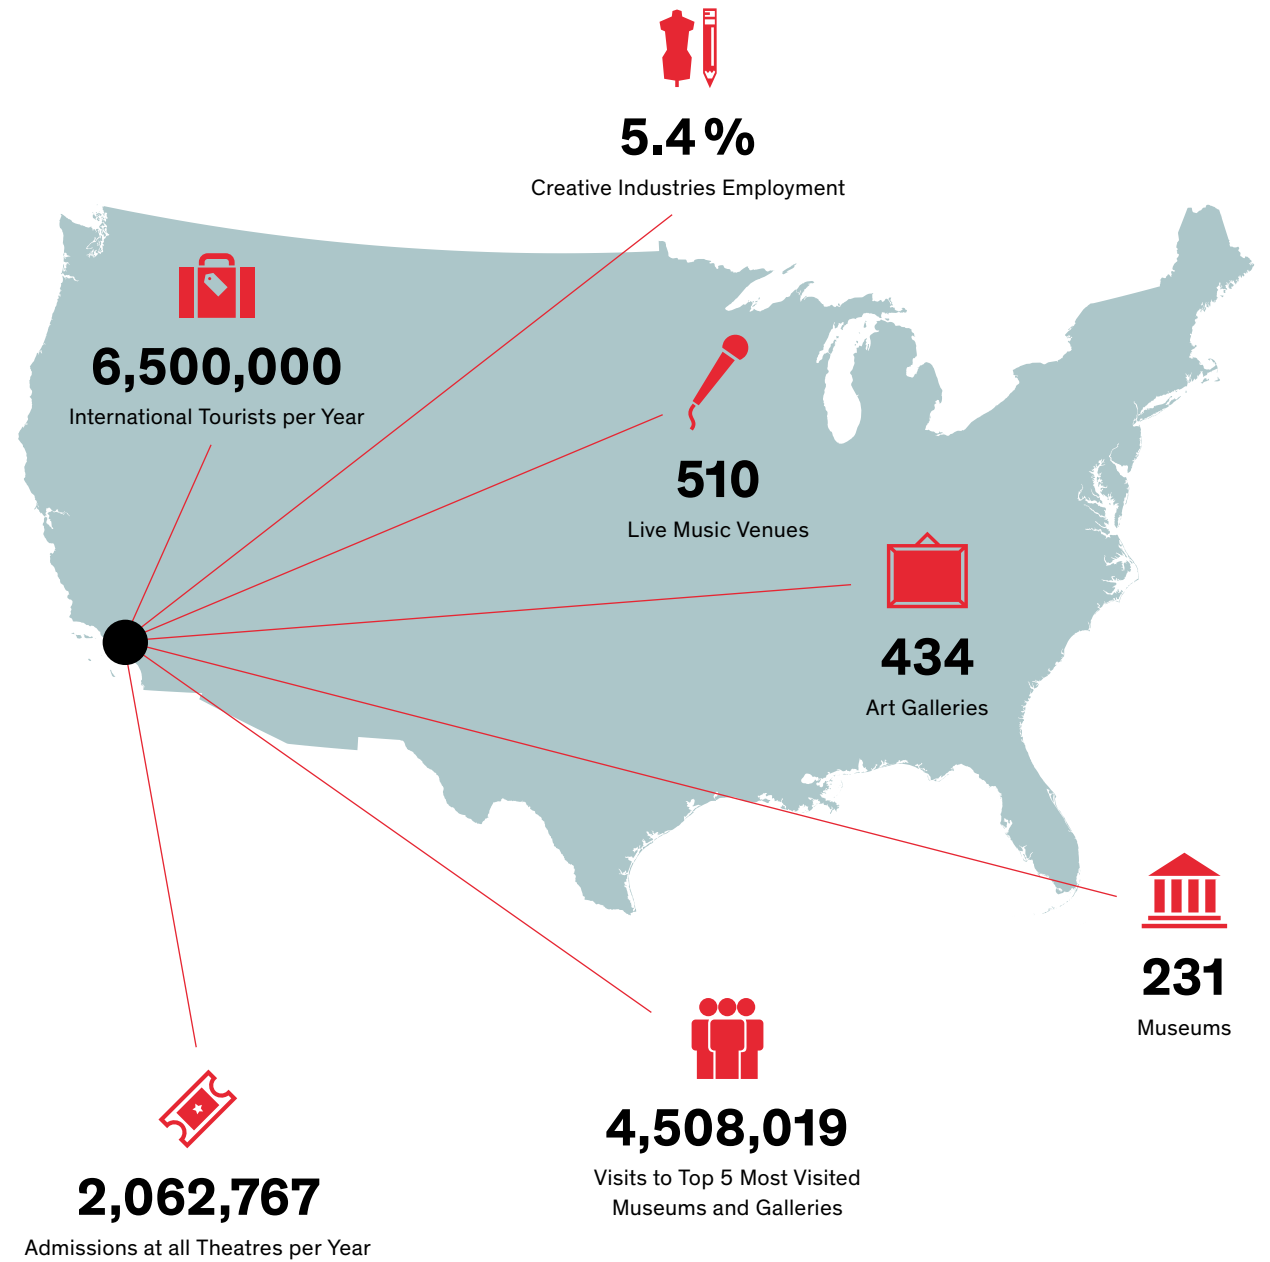 5.4 %
Creative Industries Employment
6,500,000
International Tourists per Year
510
Live Music Venues
434
Art Galleries
231
Museums
4,508,019
Visits to Top 5 Most Visited
Museums and Galleries
2,062,767
Admissions at all Theatres per Year